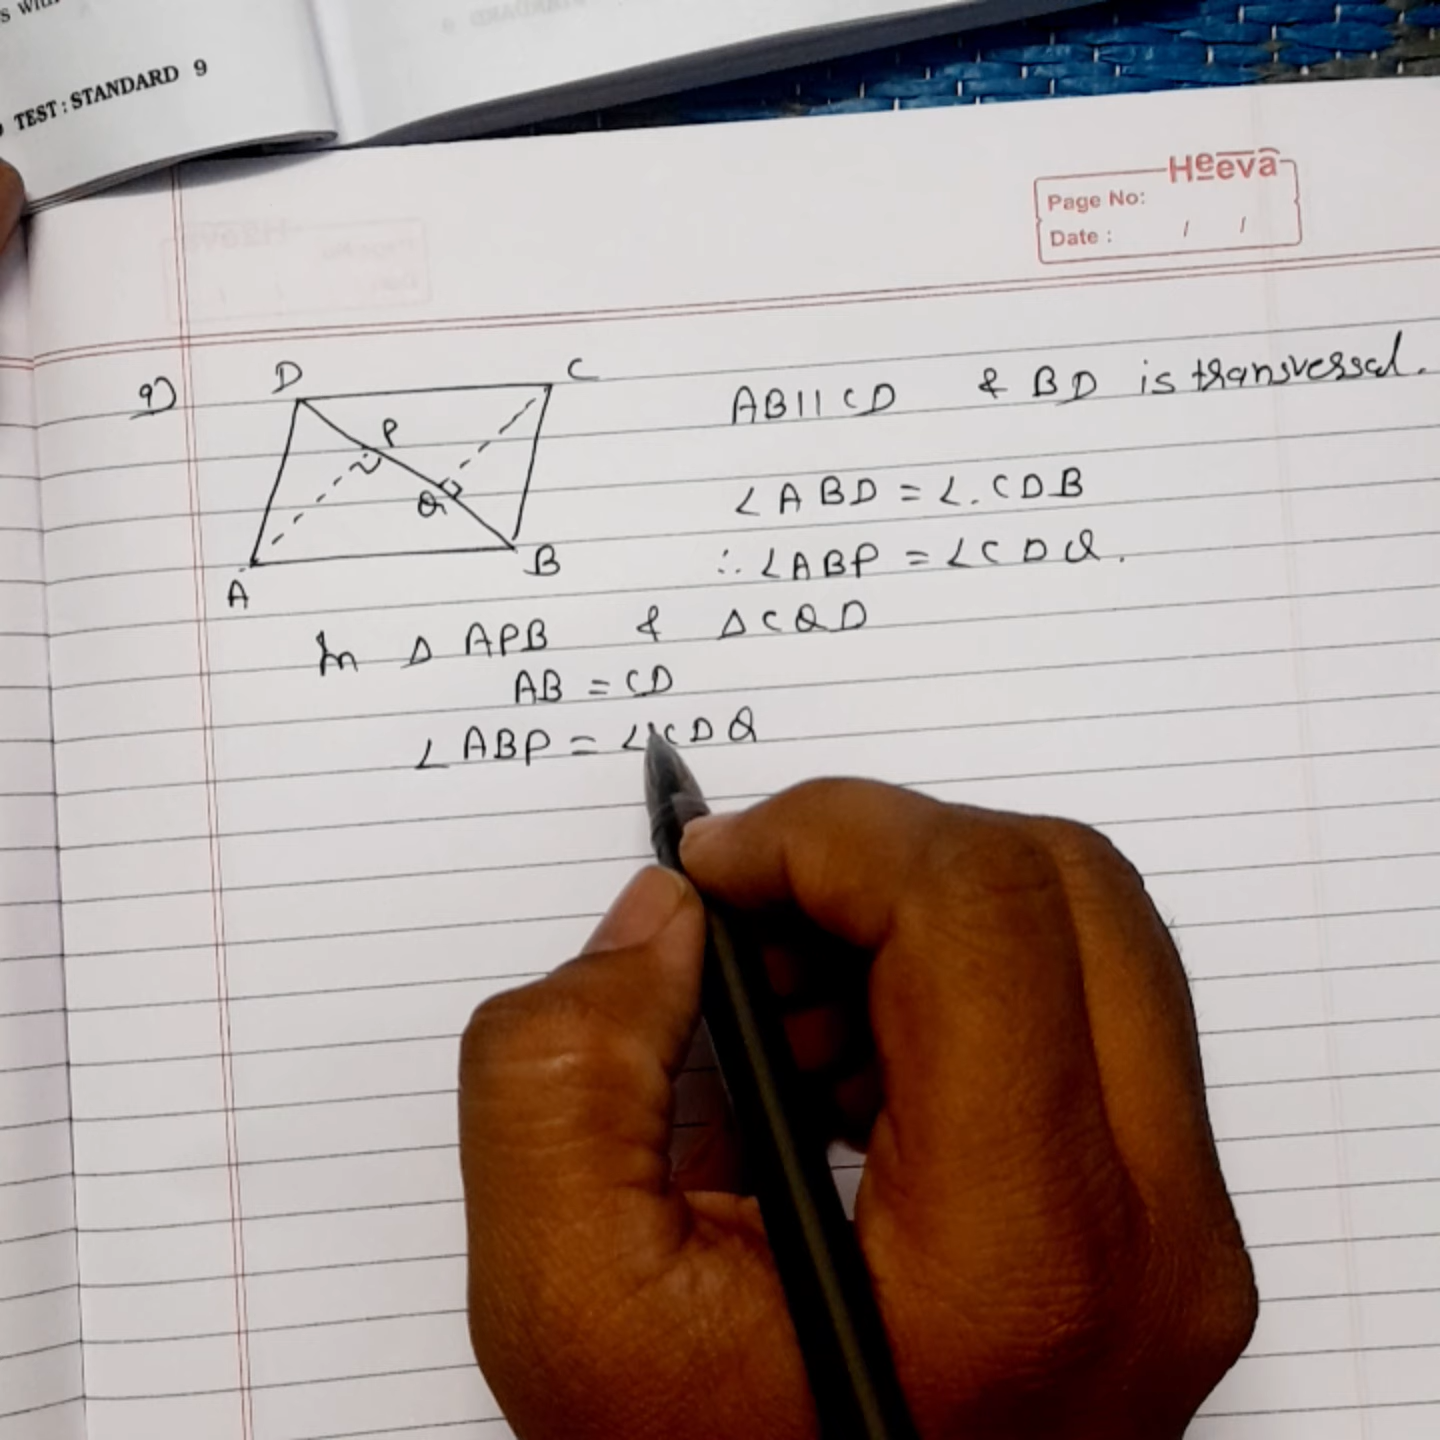 TEST : STANDARD 9
Heeva
Page No:
Date : / /
9)
D
C
P
Q
A
B
AB || CD & BD is transversal.
∠ABD = ∠.CDB
∴ ∠ABP = ∠CDQ.
In △ APB & △CQD
AB = CD
∠ABP = ∠CDQ